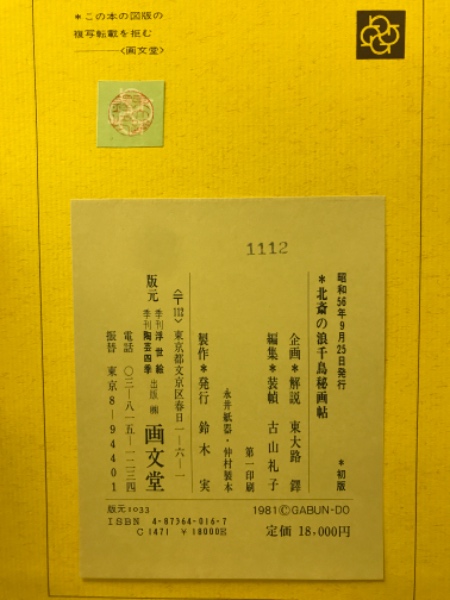 ＊この本の図版の
複写転載を拒む
―――〈画文堂〉
1112
昭和56年9月25日発行
＊北斎の浪千鳥秘画帖
＊初版
企画＊解説 東大路 鐸
編集＊装幀 古山礼子
第一印刷
永井紙器・仲村製本
製作＊発行 鈴木 実
〈〒112〉東京都文京区春日一―六―一
版元 季刊浮世絵 季刊陶芸四季 出版 ㈱ 画文堂
電話 〇三―八一五―一二三四
振替 東京8―94401
版元1033
ISBN 4-87364-016-7
C 1471 ¥18000E
1981©GABUN-DO
定価 18,000円